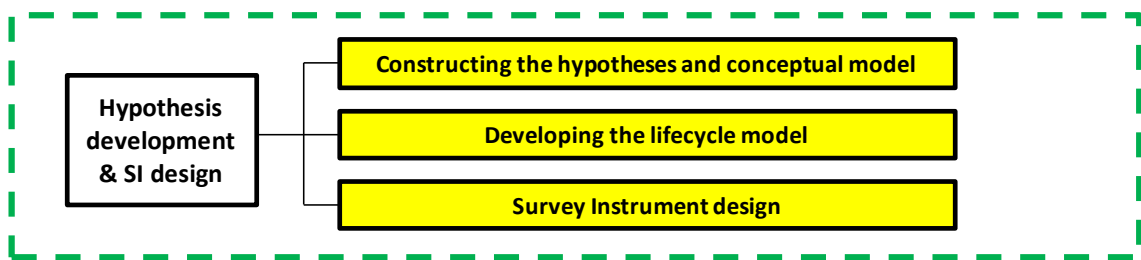 Constructing the hypotheses and conceptual model
Hypothesis
development
& SI design
Developing the lifecycle model
Survey Instrument design